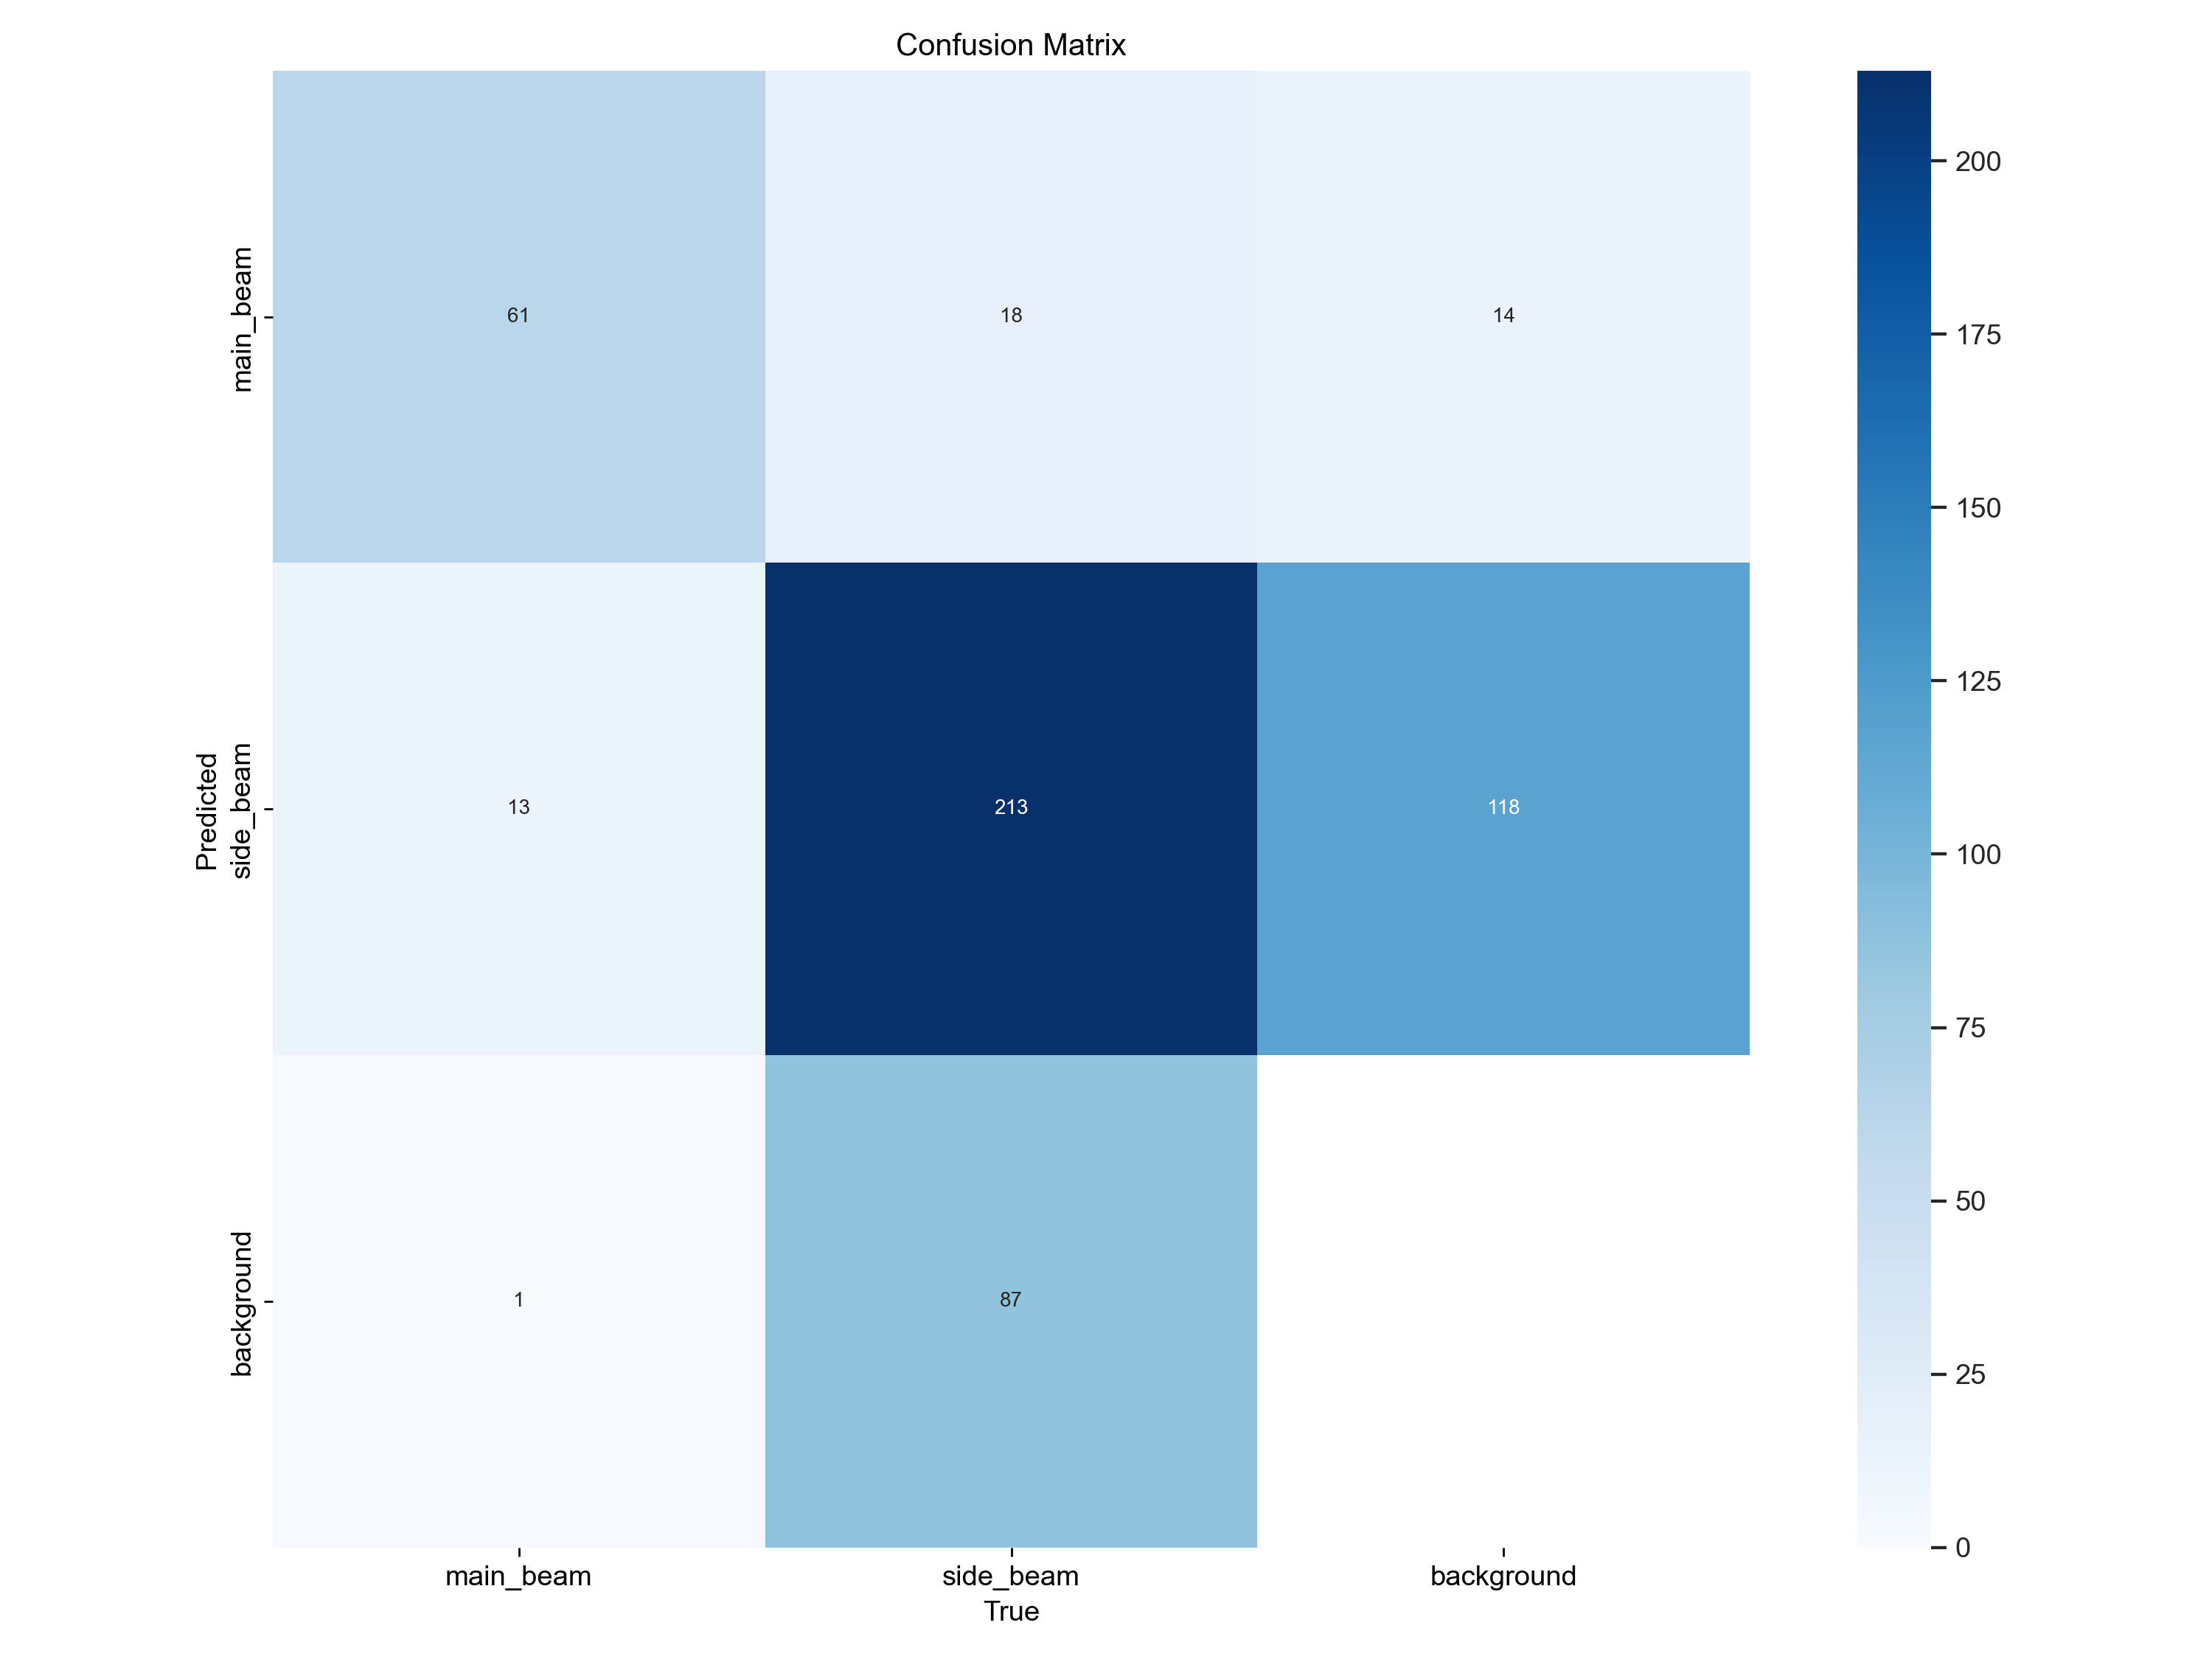 Confusion Matrix
main_beam
61
18
14
Predicted
side_beam
13
213
118
background
1
87
main_beam
side_beam
background
True
200
175
150
125
100
75
50
25
0